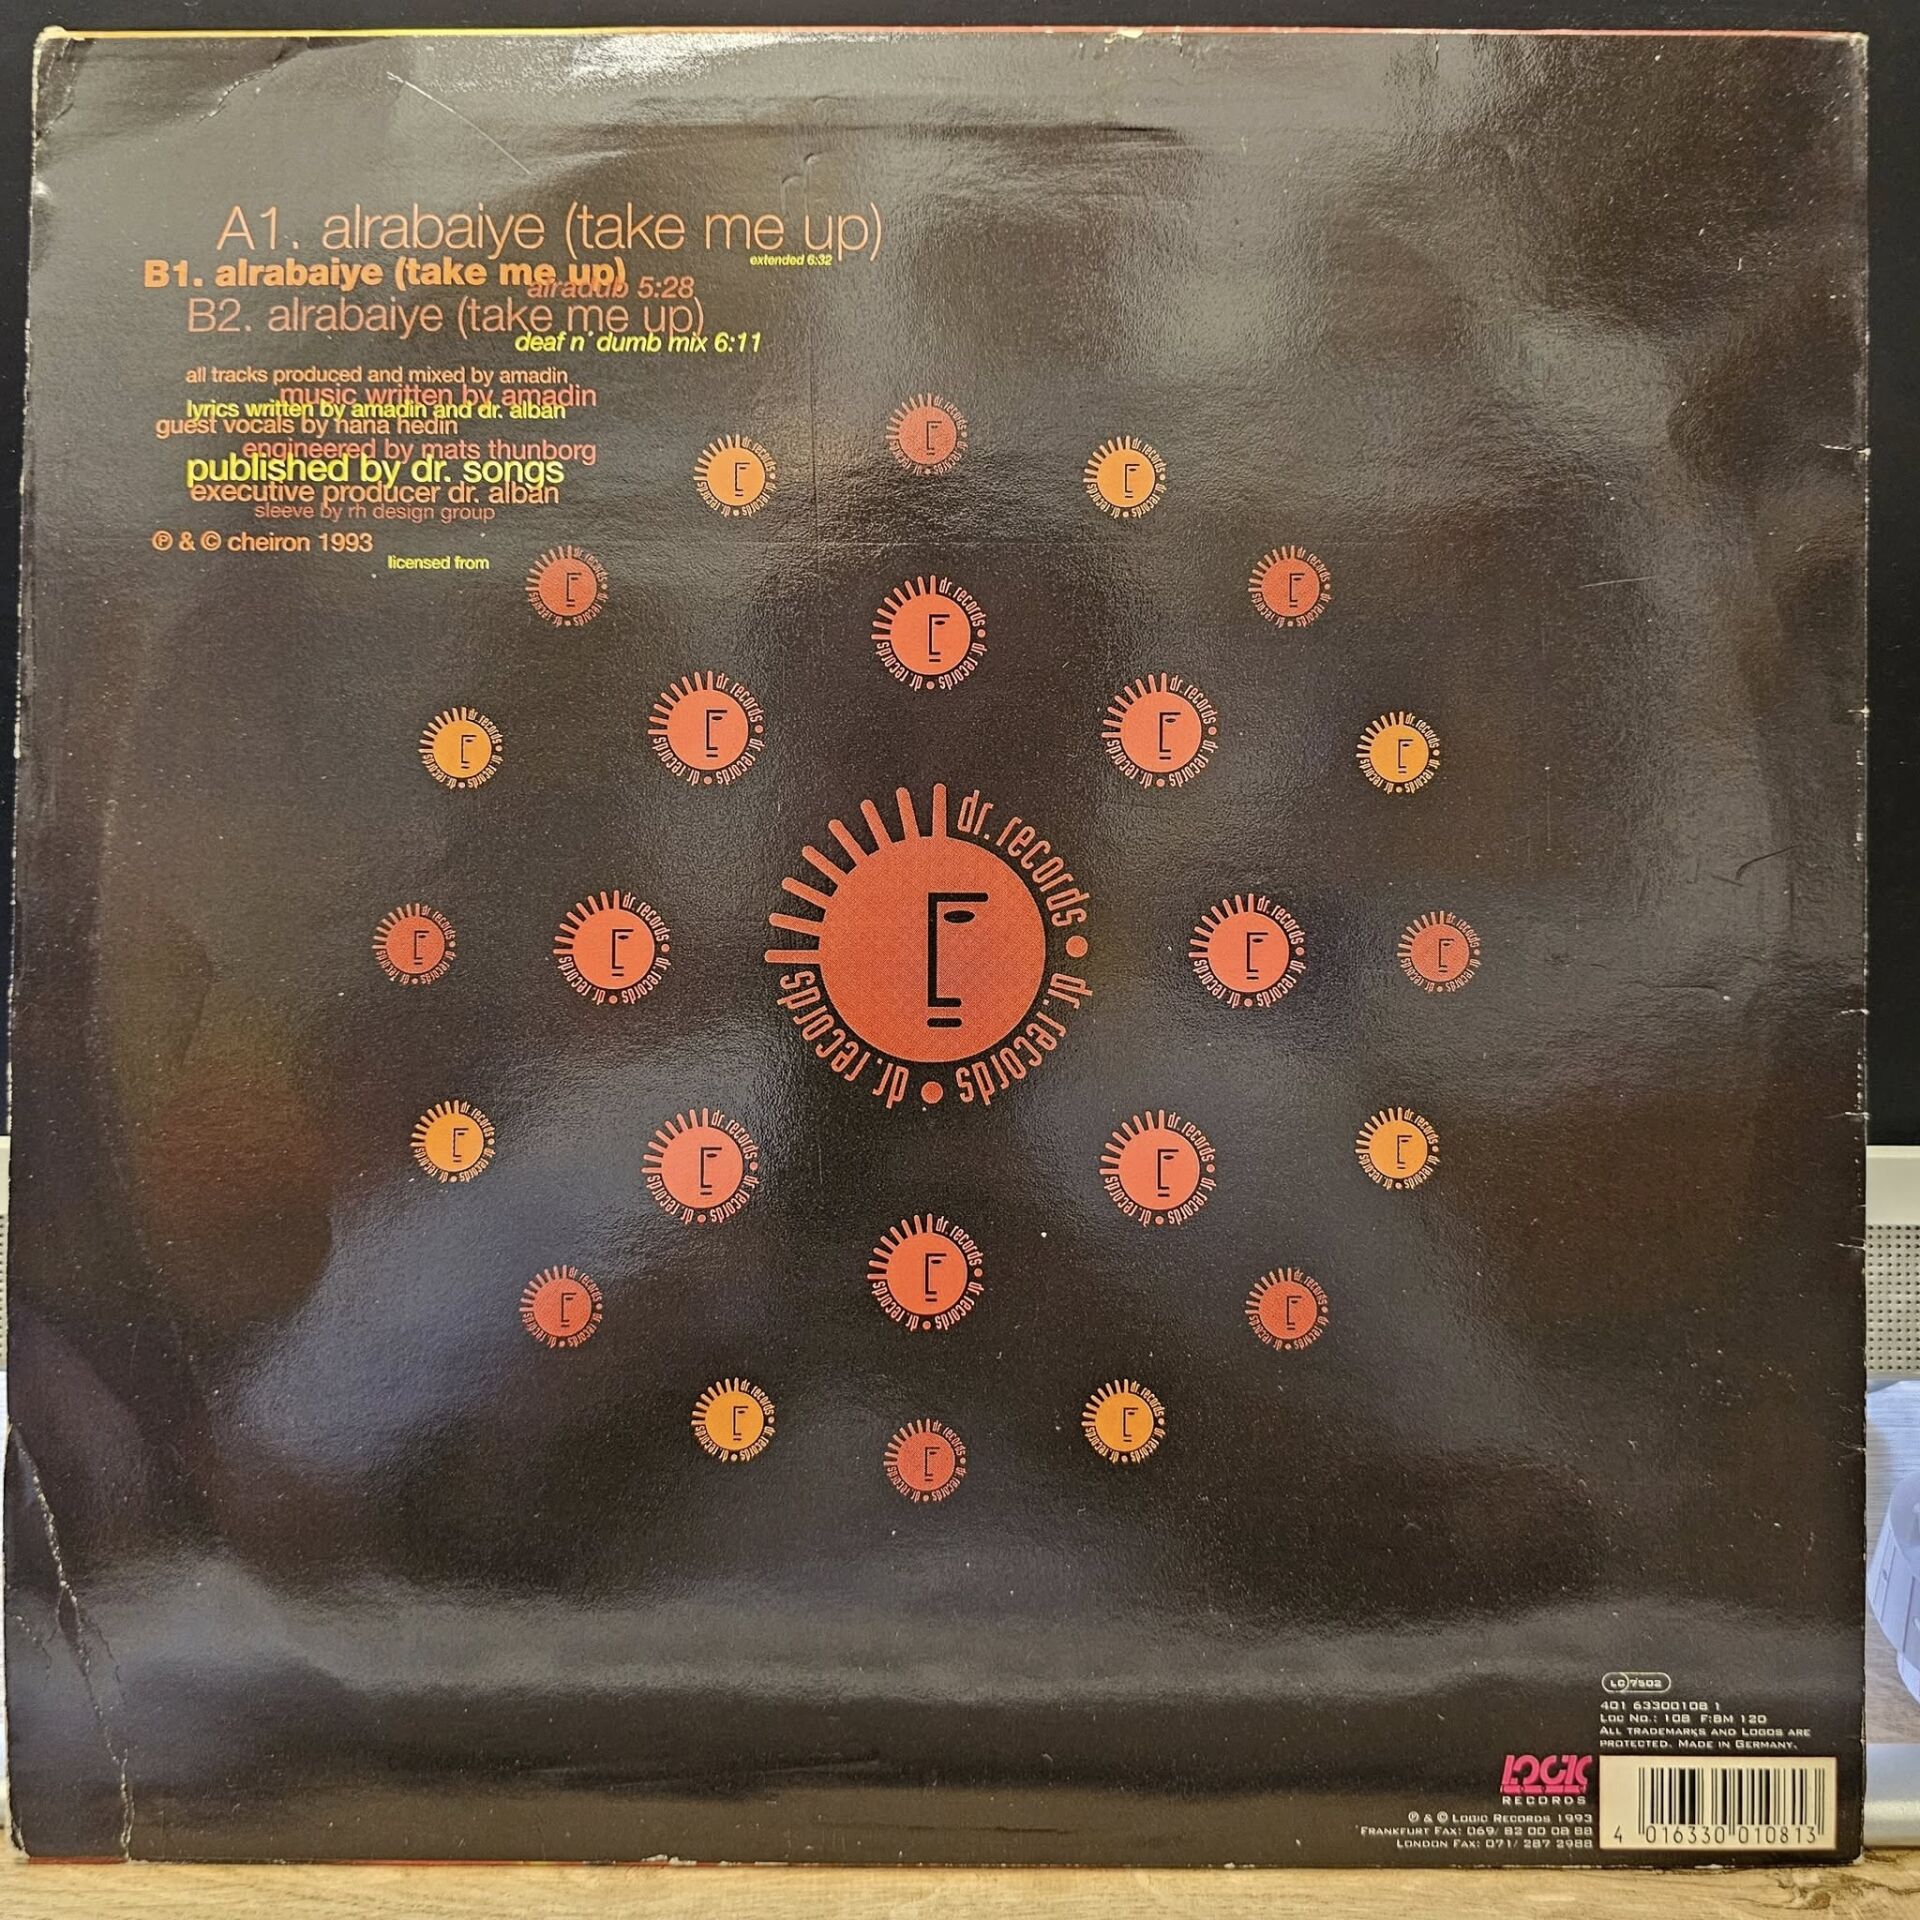 A1. alrabaiye (take me up)
extended 6:32
B1. alrabaiye (take me up)
alradub 5:28
B2. alrabaiye (take me up)
deaf n' dumb mix 6:11
all tracks produced and mixed by amadin
music written by amadin
lyrics written by amadin and dr. alban
guest vocals by nana hedin
engineered by mats thunborg
published by dr. songs
executive producer dr. alban
sleeve by rh design group
℗ & © cheiron 1993
licensed from
dr. records • dr. records • dr. records
LC 7502
401 63300108 1
LOC No.: 108 F:BM 120
All trademarks and Logos are
protected. Made in Germany.
LOGIC
RECORDS
℗ & © Logic Records 1993
Frankfurt Fax: 069/ 82 00 08 88
London Fax: 071/ 287 2988
4 016330 010813